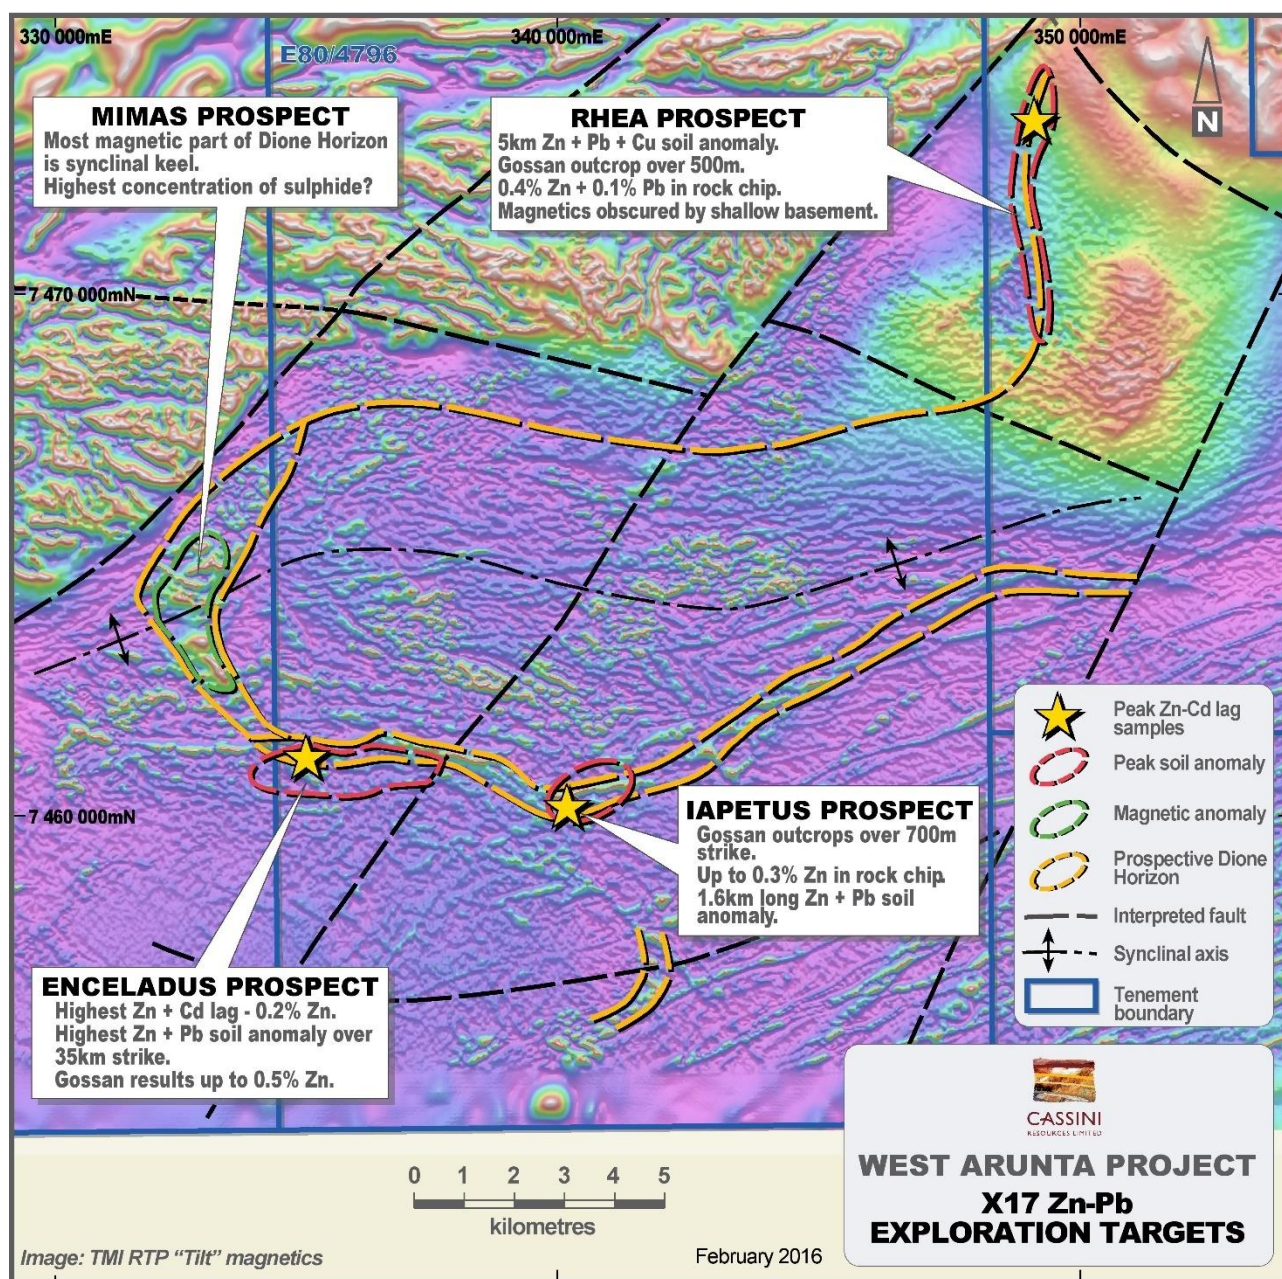 330 000mE
340 000mE
350 000mE
E80/4796
N
MIMAS PROSPECT
Most magnetic part of Dione Horizon
is synclinal keel.
Highest concentration of sulphide?
RHEA PROSPECT
5km Zn + Pb + Cu soil anomaly.
Gossan outcrop over 500m.
0.4% Zn + 0.1% Pb in rock chip.
Magnetics obscured by shallow basement.
7 470 000mN
7 460 000mN
IAPETUS PROSPECT
Gossan outcrops over 700m
strike.
Up to 0.3% Zn in rock chip.
1.6km long Zn + Pb soil
anomaly.
ENCELADUS PROSPECT
Highest Zn + Cd lag - 0.2% Zn.
Highest Zn + Pb soil anomaly over
35km strike.
Gossan results up to 0.5% Zn.
Peak Zn-Cd lag
samples
Peak soil anomaly
Magnetic anomaly
Prospective Dione
Horizon
Interpreted fault
Synclinal axis
Tenement
boundary
CASSINI
RESOURCES LIMITED
WEST ARUNTA PROJECT
X17 Zn-Pb
EXPLORATION TARGETS
0 1 2 3 4 5
kilometres
Image: TMI RTP “Tilt” magnetics
February 2016